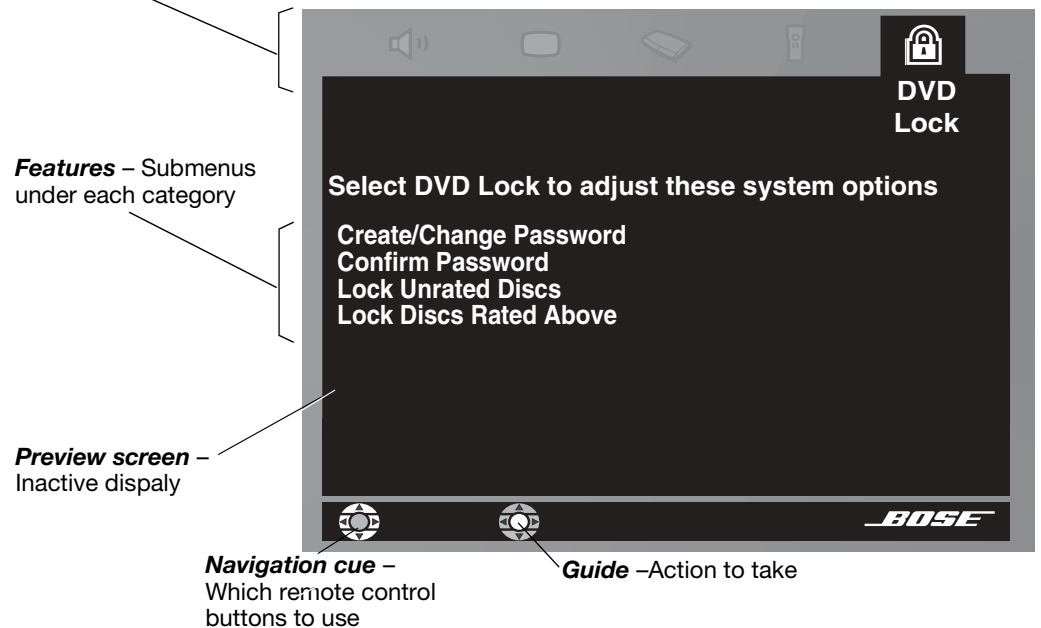 DVD
Lock
Features – Submenus
under each category
Select DVD Lock to adjust these system options
Create/Change Password
Confirm Password
Lock Unrated Discs
Lock Discs Rated Above
Preview screen –
Inactive dispaly
BOSE
Navigation cue –
Which remote control
buttons to use
Guide –Action to take